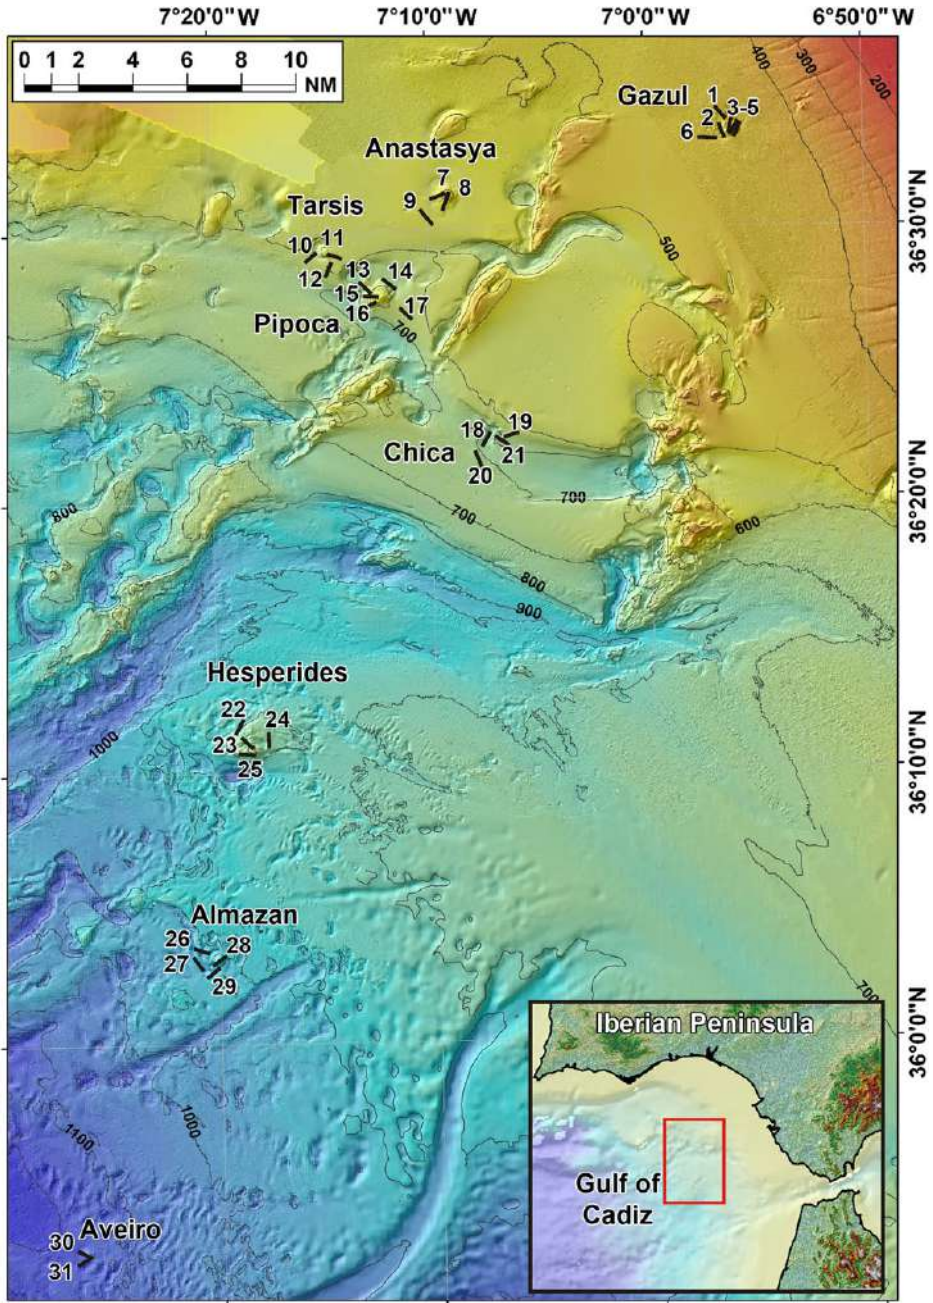 7°20'0"W 7°10'0"W 7°0'0"W 6°50'0"W
0 1 2 4 6 8 10
NM
400
300
200
Gazul
1
2
3-5
6
Anastasya
7
8
9
36°30'0"N
Tarsis
10
11
12
500
13
14
15
16
17
Pipoca
700
18
19
Chica
21
20
36°20'0"N
700
800
700
600
800
900
Hesperides
22
24
23
25
1000
36°10'0"N
Almazan
26
28
27
29
700
36°0'0"N
Iberian Peninsula
Gulf of
Cadiz
1000
1100
Aveiro
30
31